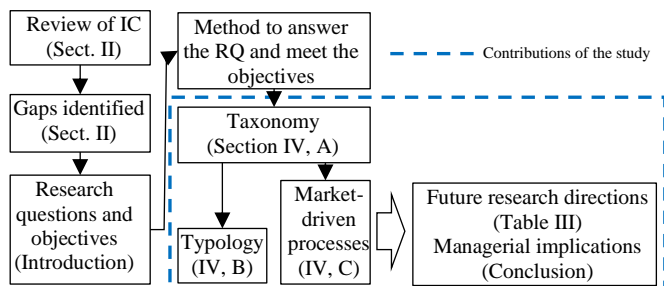 Review of IC
(Sect. II)
Gaps identified
(Sect. II)
Research
questions and
objectives
(Introduction)
Method to answer
the RQ and meet the
objectives
Contributions of the study
Taxonomy
(Section IV, A)
Typology
(IV, B)
Market-
driven
processes
(IV, C)
Future research directions
(Table III)
Managerial implications
(Conclusion)